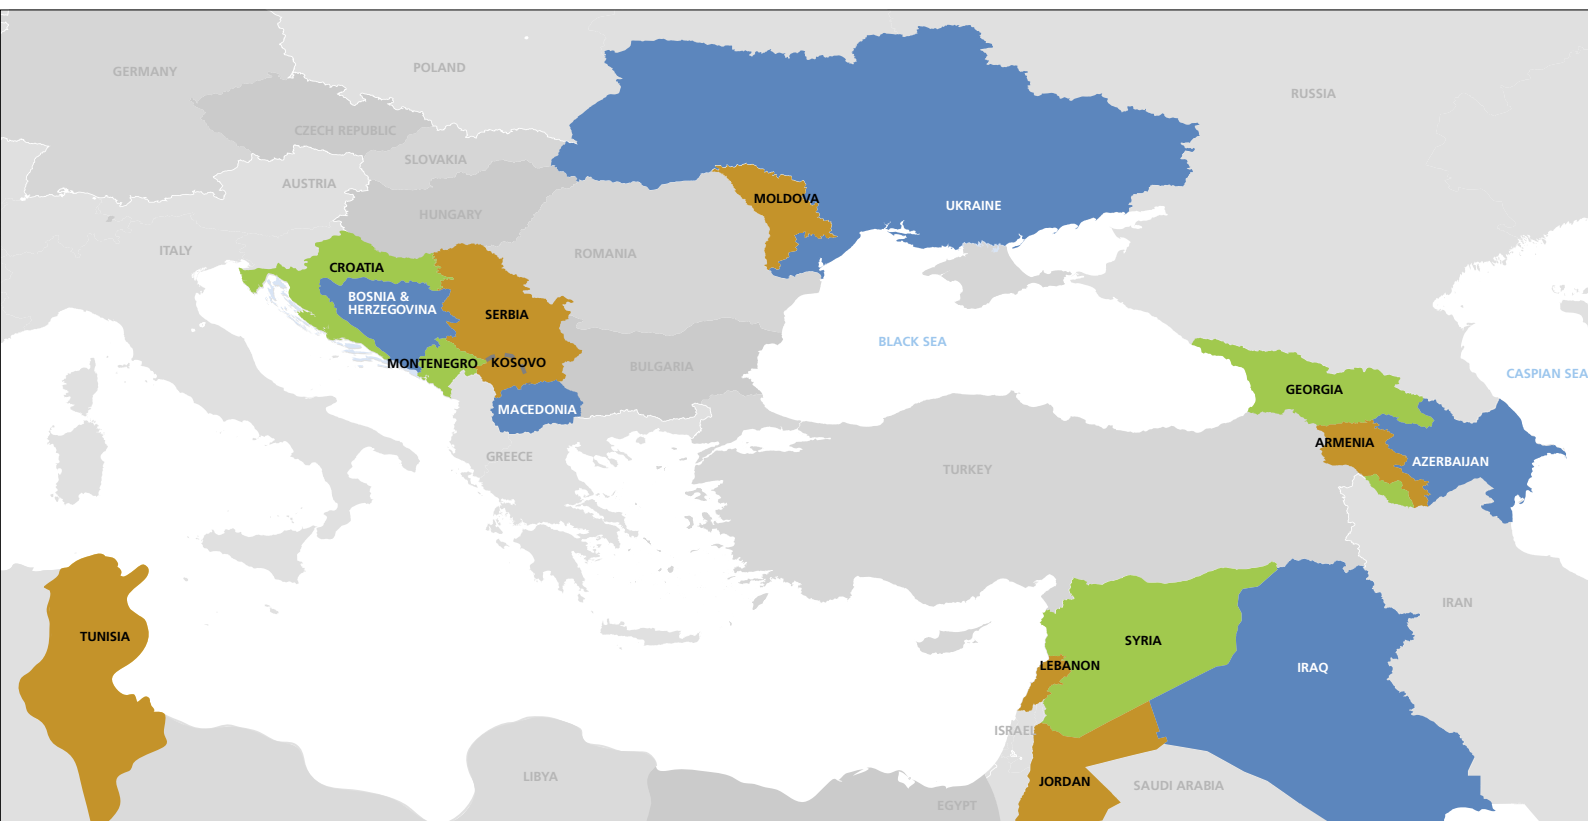 GERMANY
POLAND
RUSSIA
CZECH REPUBLIC
SLOVAKIA
AUSTRIA
HUNGARY
MOLDOVA
UKRAINE
ITALY
ROMANIA
CROATIA
BOSNIA &
HERZEGOVINA
SERBIA
BLACK SEA
MONTENEGRO
KOSOVO
BULGARIA
CASPIAN SEA
GEORGIA
MACEDONIA
ARMENIA
GREECE
TURKEY
AZERBAIJAN
IRAN
TUNISIA
SYRIA
LEBANON
IRAQ
ISRAEL
LIBYA
JORDAN
SAUDI ARABIA
EGYPT